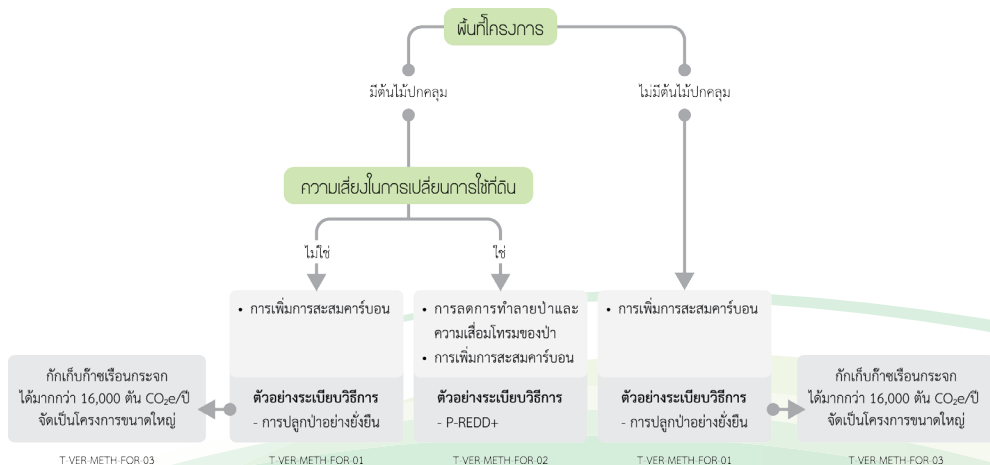 พื้นที่โครงการ
มีต้นไม้ปกคลุม
ไม่มีต้นไม้ปกคลุม
ความเสี่ยงในการเปลี่ยนการใช้ที่ดิน
ไม่ใช่
ใช่
• การเพิ่มการสะสมคาร์บอน
• การลดการทำลายป่าและ
ความเสื่อมโทรมของป่า
• การเพิ่มการสะสมคาร์บอน
• การเพิ่มการสะสมคาร์บอน
กักเก็บก๊าซเรือนกระจก
ได้มากกว่า 16,000 ตัน CO₂e/ปี
จัดเป็นโครงการขนาดใหญ่
ตัวอย่างระเบียบวิธีการ
- การปลูกป่าอย่างยั่งยืน
ตัวอย่างระเบียบวิธีการ
- P-REDD+
ตัวอย่างระเบียบวิธีการ
- การปลูกป่าอย่างยั่งยืน
กักเก็บก๊าซเรือนกระจก
ได้มากกว่า 16,000 ตัน CO₂e/ปี
จัดเป็นโครงการขนาดใหญ่
T-VER-METH-FOR-03
T-VER-METH-FOR-01
T-VER-METH-FOR-02
T-VER-METH-FOR-01
T-VER-METH-FOR-03